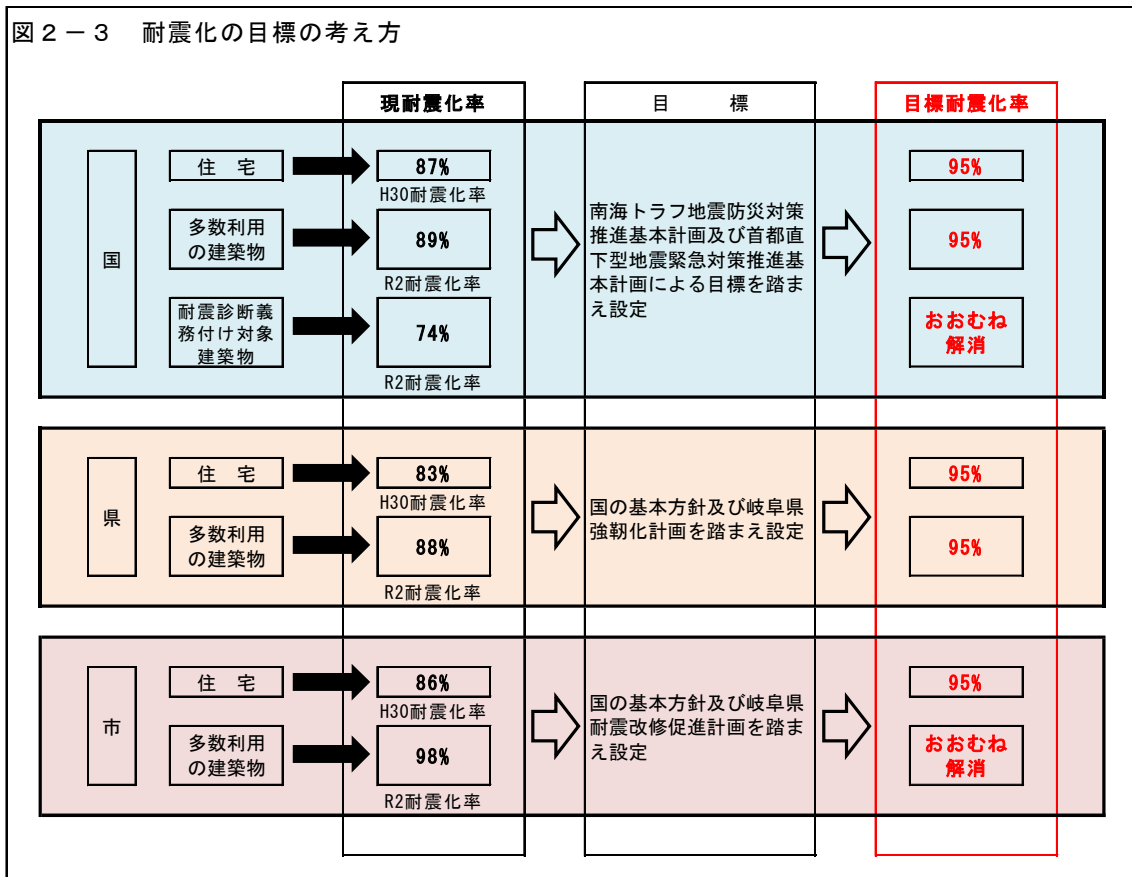 図２－３　耐震化の目標の考え方
現耐震化率
目　　標
目標耐震化率
国
住　宅
87%
H30耐震化率
多数利用
の建築物
89%
R2耐震化率
耐震診断義
務付け対象
建築物
74%
R2耐震化率
南海トラフ地震防災対策
推進基本計画及び首都直
下型地震緊急対策推進基
本計画による目標を踏ま
え設定
95%
95%
おおむね
解消
県
住　宅
83%
H30耐震化率
多数利用
の建築物
88%
R2耐震化率
国の基本方針及び岐阜県
強靭化計画を踏まえ設定
95%
95%
市
住　宅
86%
H30耐震化率
多数利用
の建築物
98%
R2耐震化率
国の基本方針及び岐阜県
耐震改修促進計画を踏ま
え設定
95%
おおむね
解消